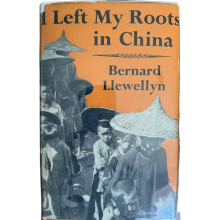 I Left My Roots
in China
Bernard
Llewellyn